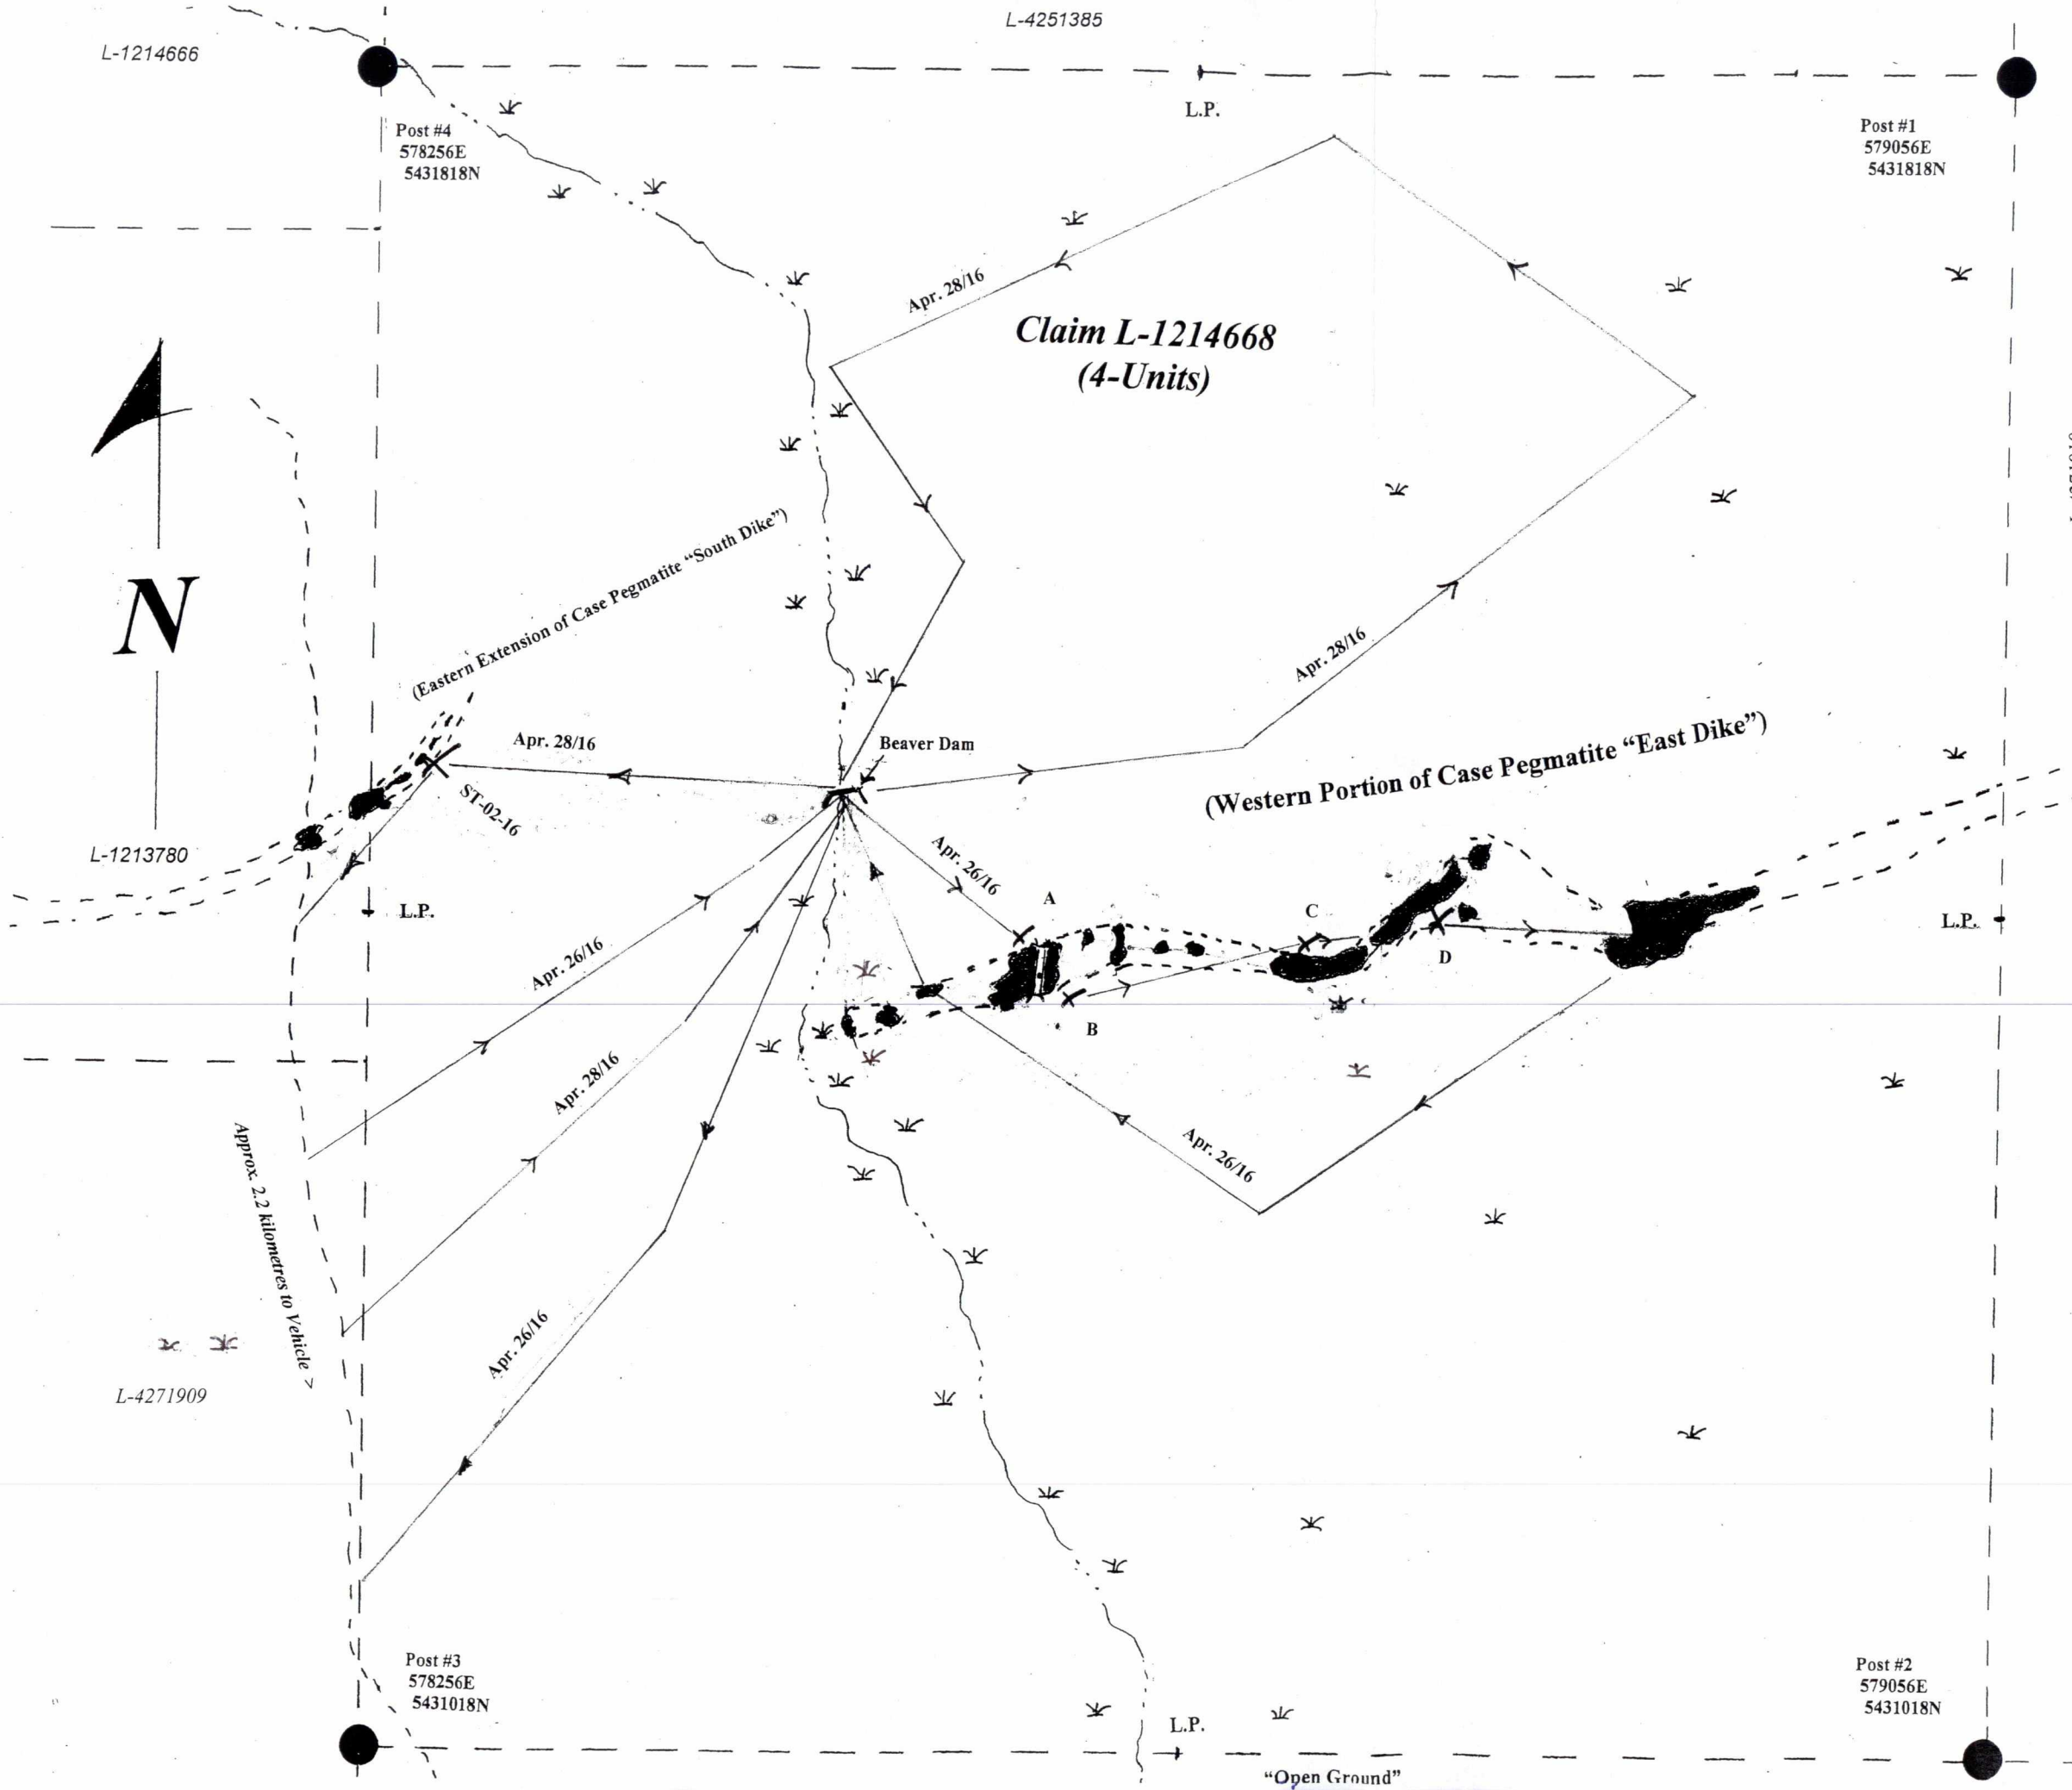 L-4251385
L-1214666
L.P.
Post #4
578256E
5431818N
Post #1
579056E
5431818N
Apr. 28/16
Claim L-1214668
(4-Units)
N
(Eastern Extension of Case Pegmatite “South Dike”)
Apr. 28/16
Apr. 28/16
Beaver Dam
(Western Portion of Case Pegmatite “East Dike”)
ST-02-16
L-1213780
Apr. 26/16
A
C
L.P.
L.P.
D
Apr. 26/16
B
Apr. 28/16
Apr. 26/16
Approx. 2.2 kilometres to Vehicle >
Apr. 26/16
L-4271909
Post #3
578256E
5431018N
Post #2
579056E
5431018N
L.P.
“Open Ground”